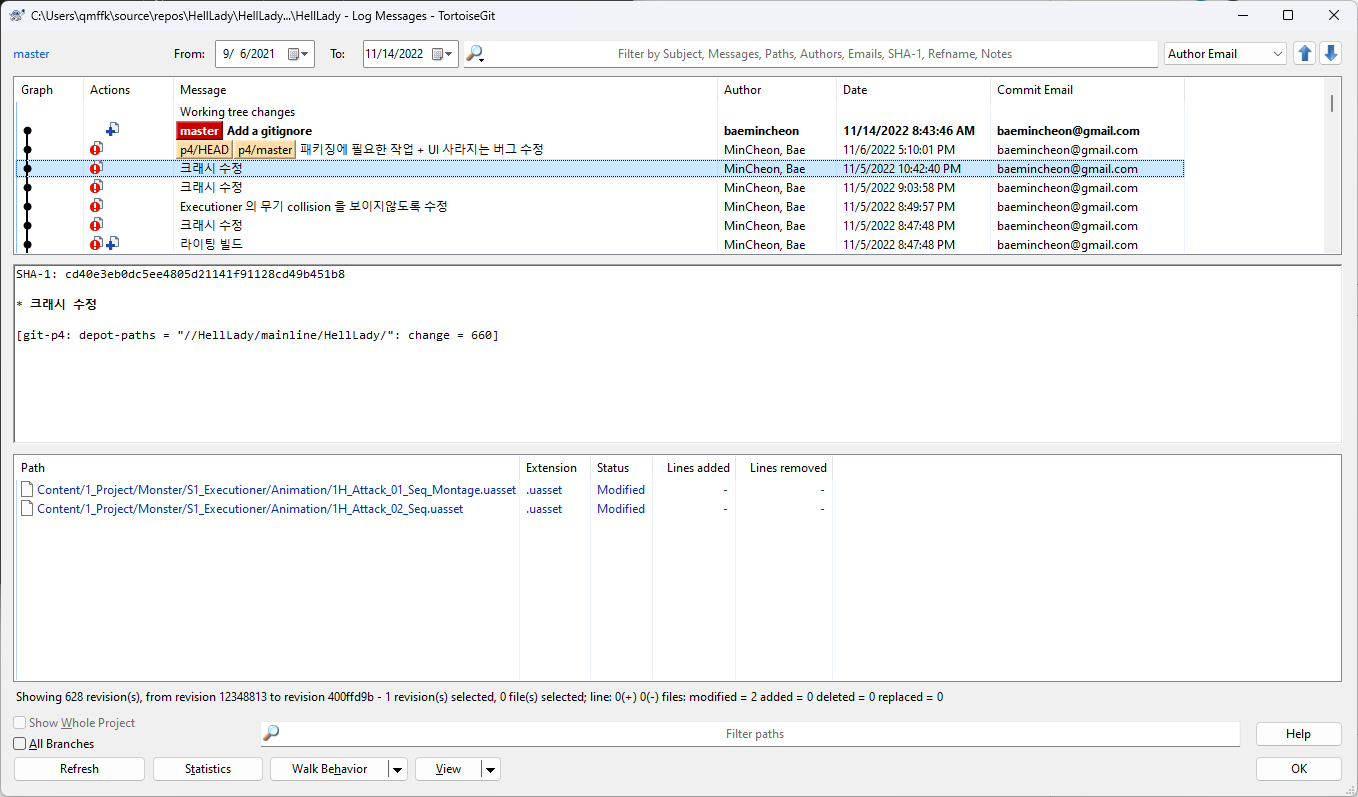 C:\Users\qmffk\source\repos\HellLady\HellLady...\HellLady - Log Messages - TortoiseGit
master From: 9/ 6/2021 To: 11/14/2022 Filter by Subject, Messages, Paths, Authors, Emails, SHA-1, Refname, Notes Author Email
Graph Actions Message Author Date Commit Email
Working tree changes
master Add a gitignore baemincheon 11/14/2022 8:43:46 AM baemincheon@gmail.com
p4/HEAD p4/master 패키징에 필요한 작업 + UI 사라지는 버그 수정 MinCheon, Bae 11/6/2022 5:10:01 PM baemincheon@gmail.com
크래시 수정 MinCheon, Bae 11/5/2022 10:42:40 PM baemincheon@gmail.com
크래시 수정 MinCheon, Bae 11/5/2022 9:03:58 PM baemincheon@gmail.com
Executioner 의 무기 collision 을 보이지않도록 수정 MinCheon, Bae 11/5/2022 8:49:57 PM baemincheon@gmail.com
크래시 수정 MinCheon, Bae 11/5/2022 8:47:48 PM baemincheon@gmail.com
라이팅 빌드 MinCheon, Bae 11/5/2022 8:47:48 PM baemincheon@gmail.com
SHA-1: cd40e3eb0dc5ee4805d21141f91128cd49b451b8
* 크래시 수정
[git-p4: depot-paths = "//HellLady/mainline/HellLady/": change = 660]
Path Extension Status Lines added Lines removed
Content/1_Project/Monster/S1_Executioner/Animation/1H_Attack_01_Seq_Montage.uasset .uasset Modified - -
Content/1_Project/Monster/S1_Executioner/Animation/1H_Attack_02_Seq.uasset .uasset Modified - -
Showing 628 revision(s), from revision 12348813 to revision 400ffd9b - 1 revision(s) selected, 0 file(s) selected; line: 0(+) 0(-) files: modified = 2 added = 0 deleted = 0 replaced = 0
Show Whole Project
All Branches Filter paths Help
Refresh Statistics Walk Behavior View OK